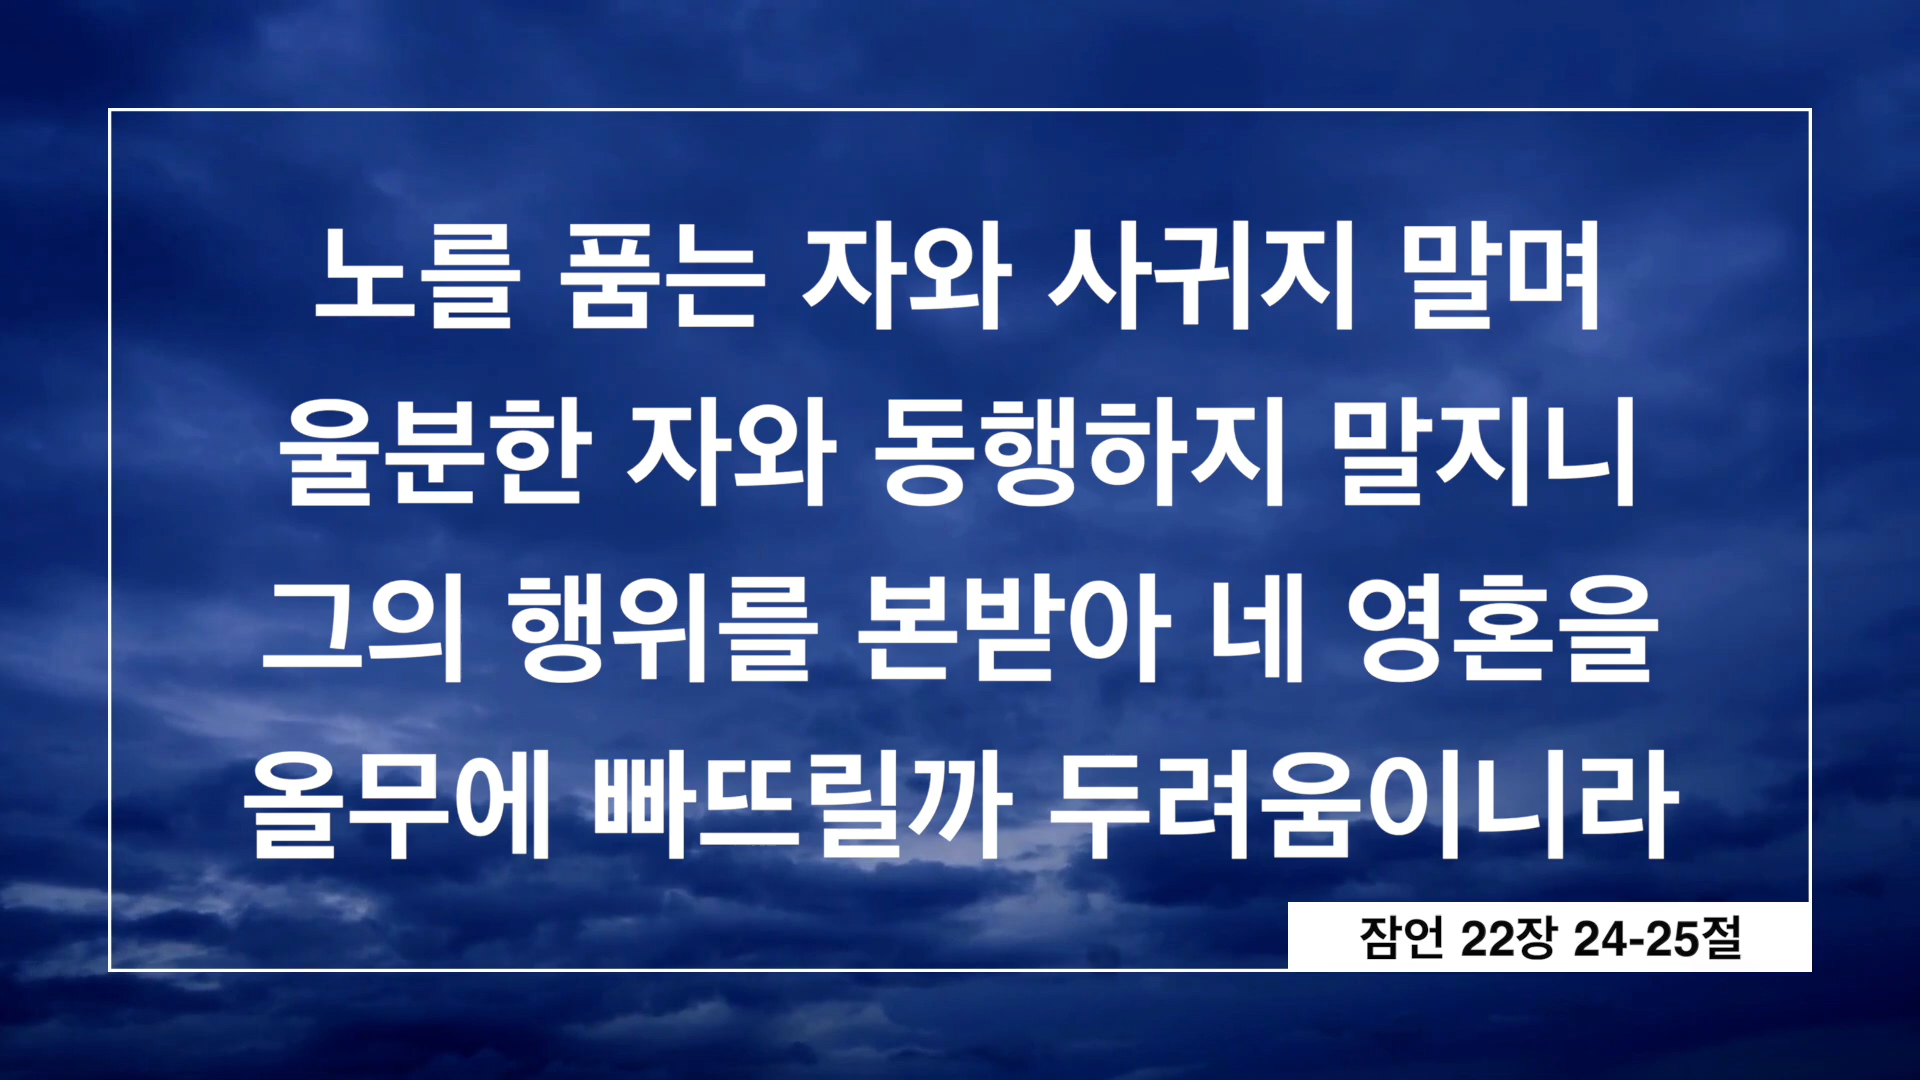 노를 품는 자와 사귀지 말며
울분한 자와 동행하지 말지니
그의 행위를 본받아 네 영혼을
올무에 빠뜨릴까 두려움이니라
잠언 22장 24-25절